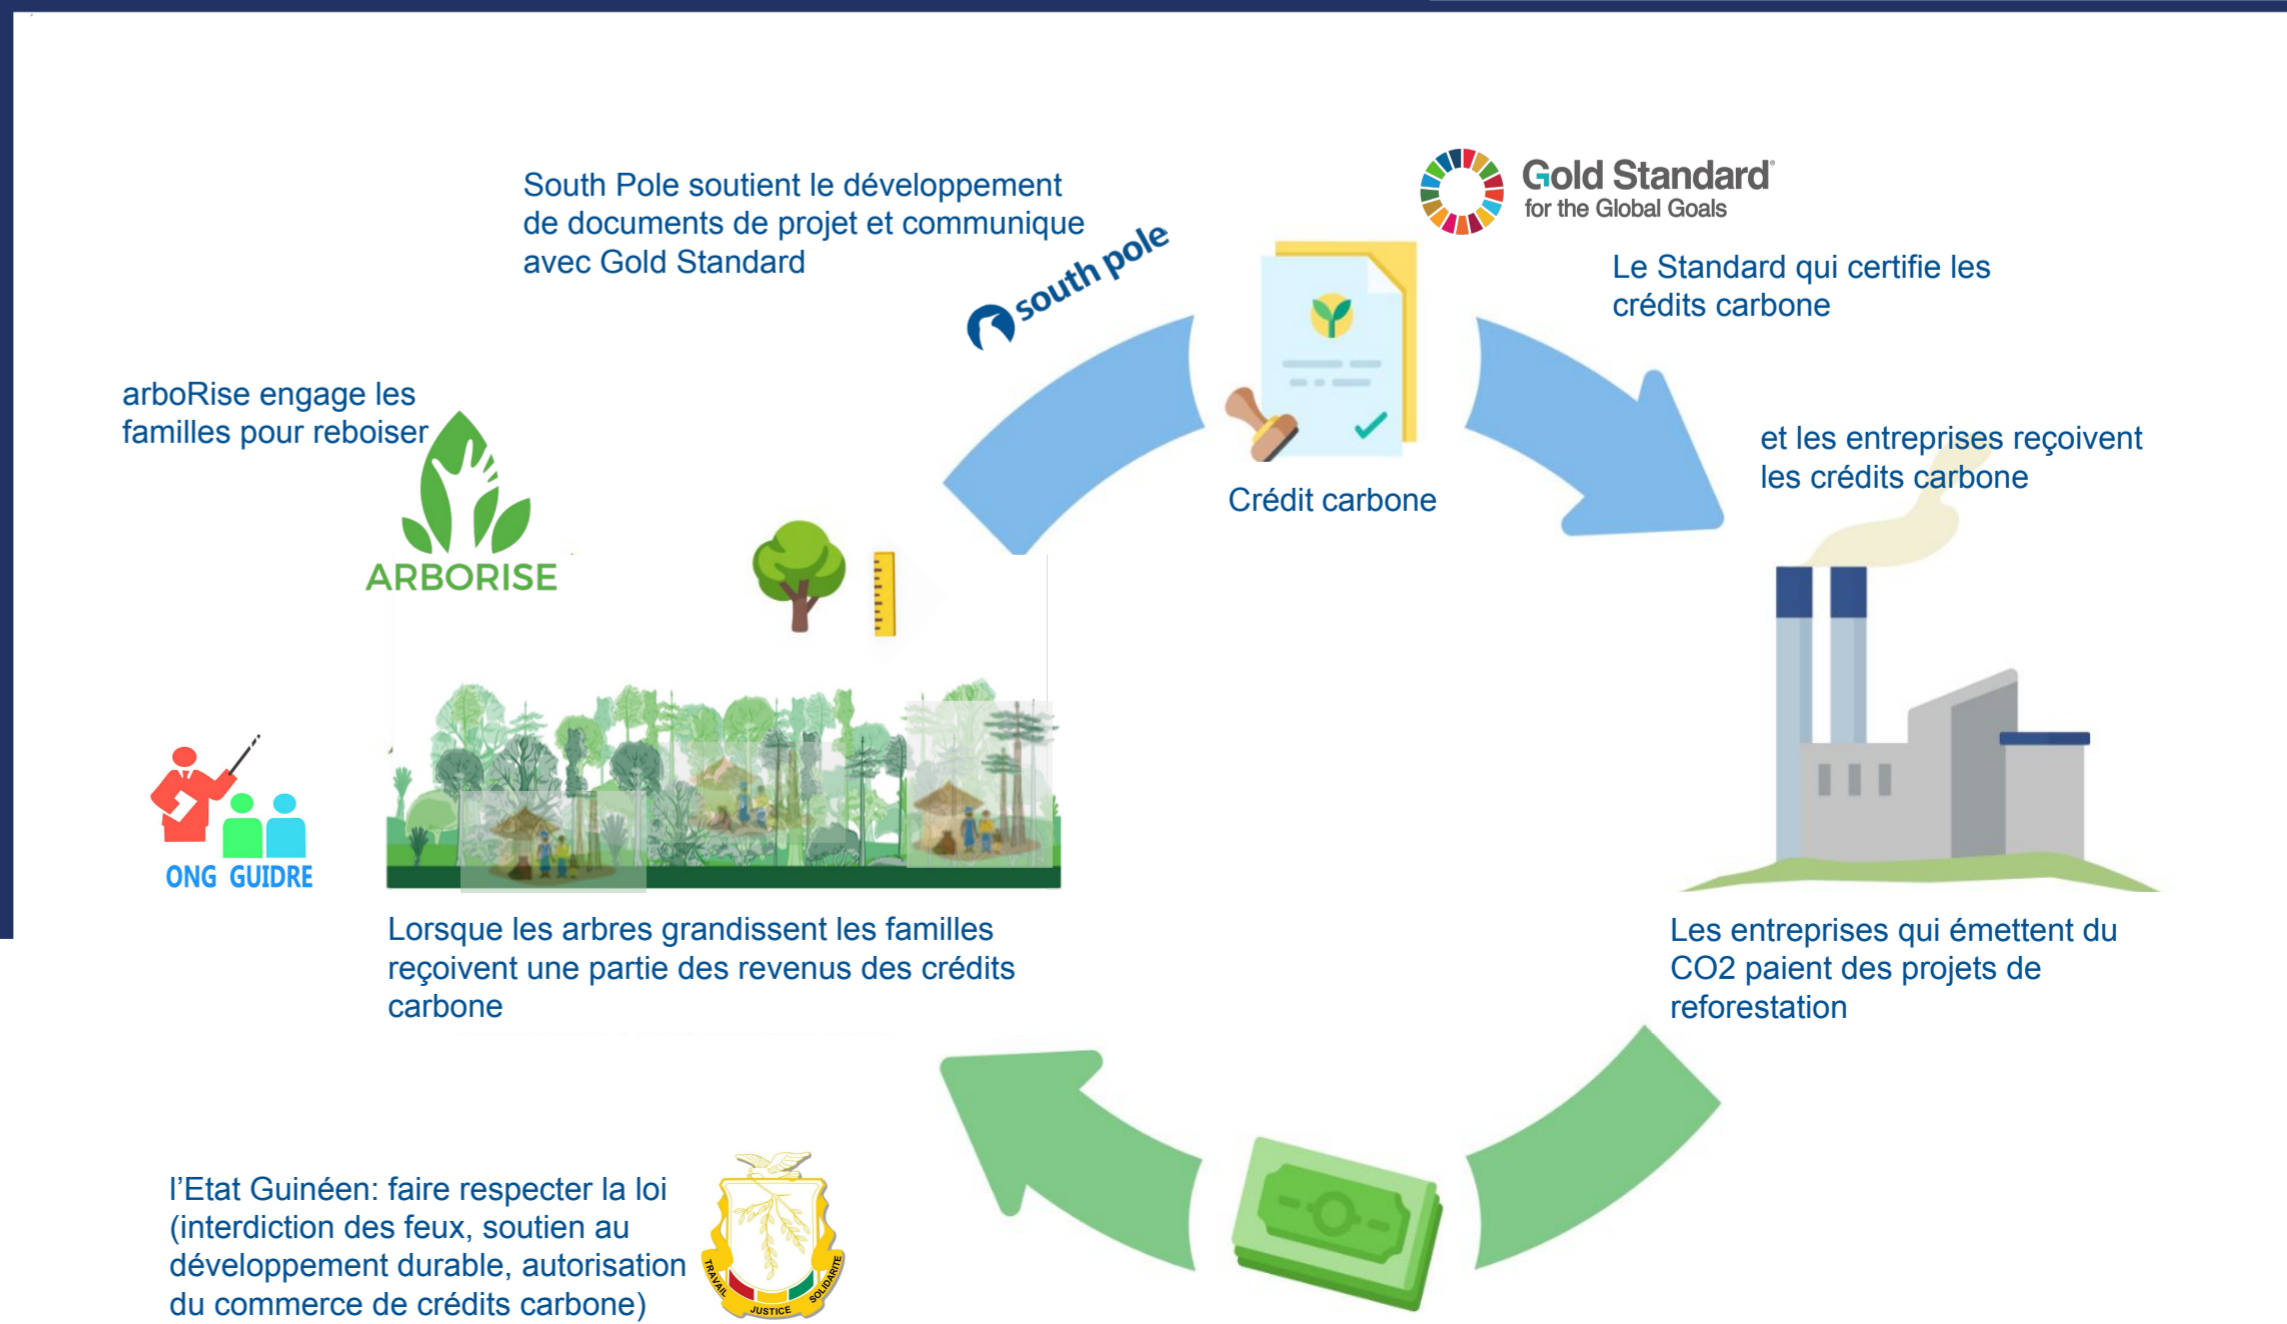 South Pole soutient le développement
de documents de projet et communique
avec Gold Standard
south pole
Gold Standard
for the Global Goals
Le Standard qui certifie les
crédits carbone
arboRise engage les
familles pour reboiser
ARBORISE
Crédit carbone
et les entreprises reçoivent
les crédits carbone
ONG GUIDRE
Lorsque les arbres grandissent les familles
reçoivent une partie des revenus des crédits
carbone
Les entreprises qui émettent du
CO2 paient des projets de
reforestation
l'Etat Guinéen: faire respecter la loi
(interdiction des feux, soutien au
développement durable, autorisation
du commerce de crédits carbone)
TRAVAIL
JUSTICE
SOLIDARITE